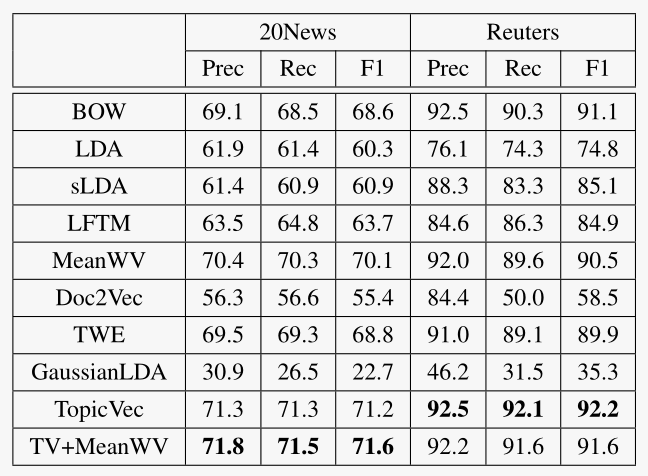 20News Reuters
Prec Rec F1 Prec Rec F1
BOW 69.1 68.5 68.6 92.5 90.3 91.1
LDA 61.9 61.4 60.3 76.1 74.3 74.8
sLDA 61.4 60.9 60.9 88.3 83.3 85.1
LFTM 63.5 64.8 63.7 84.6 86.3 84.9
MeanWV 70.4 70.3 70.1 92.0 89.6 90.5
Doc2Vec 56.3 56.6 55.4 84.4 50.0 58.5
TWE 69.5 69.3 68.8 91.0 89.1 89.9
GaussianLDA 30.9 26.5 22.7 46.2 31.5 35.3
TopicVec 71.3 71.3 71.2 92.5 92.1 92.2
TV+MeanWV 71.8 71.5 71.6 92.2 91.6 91.6